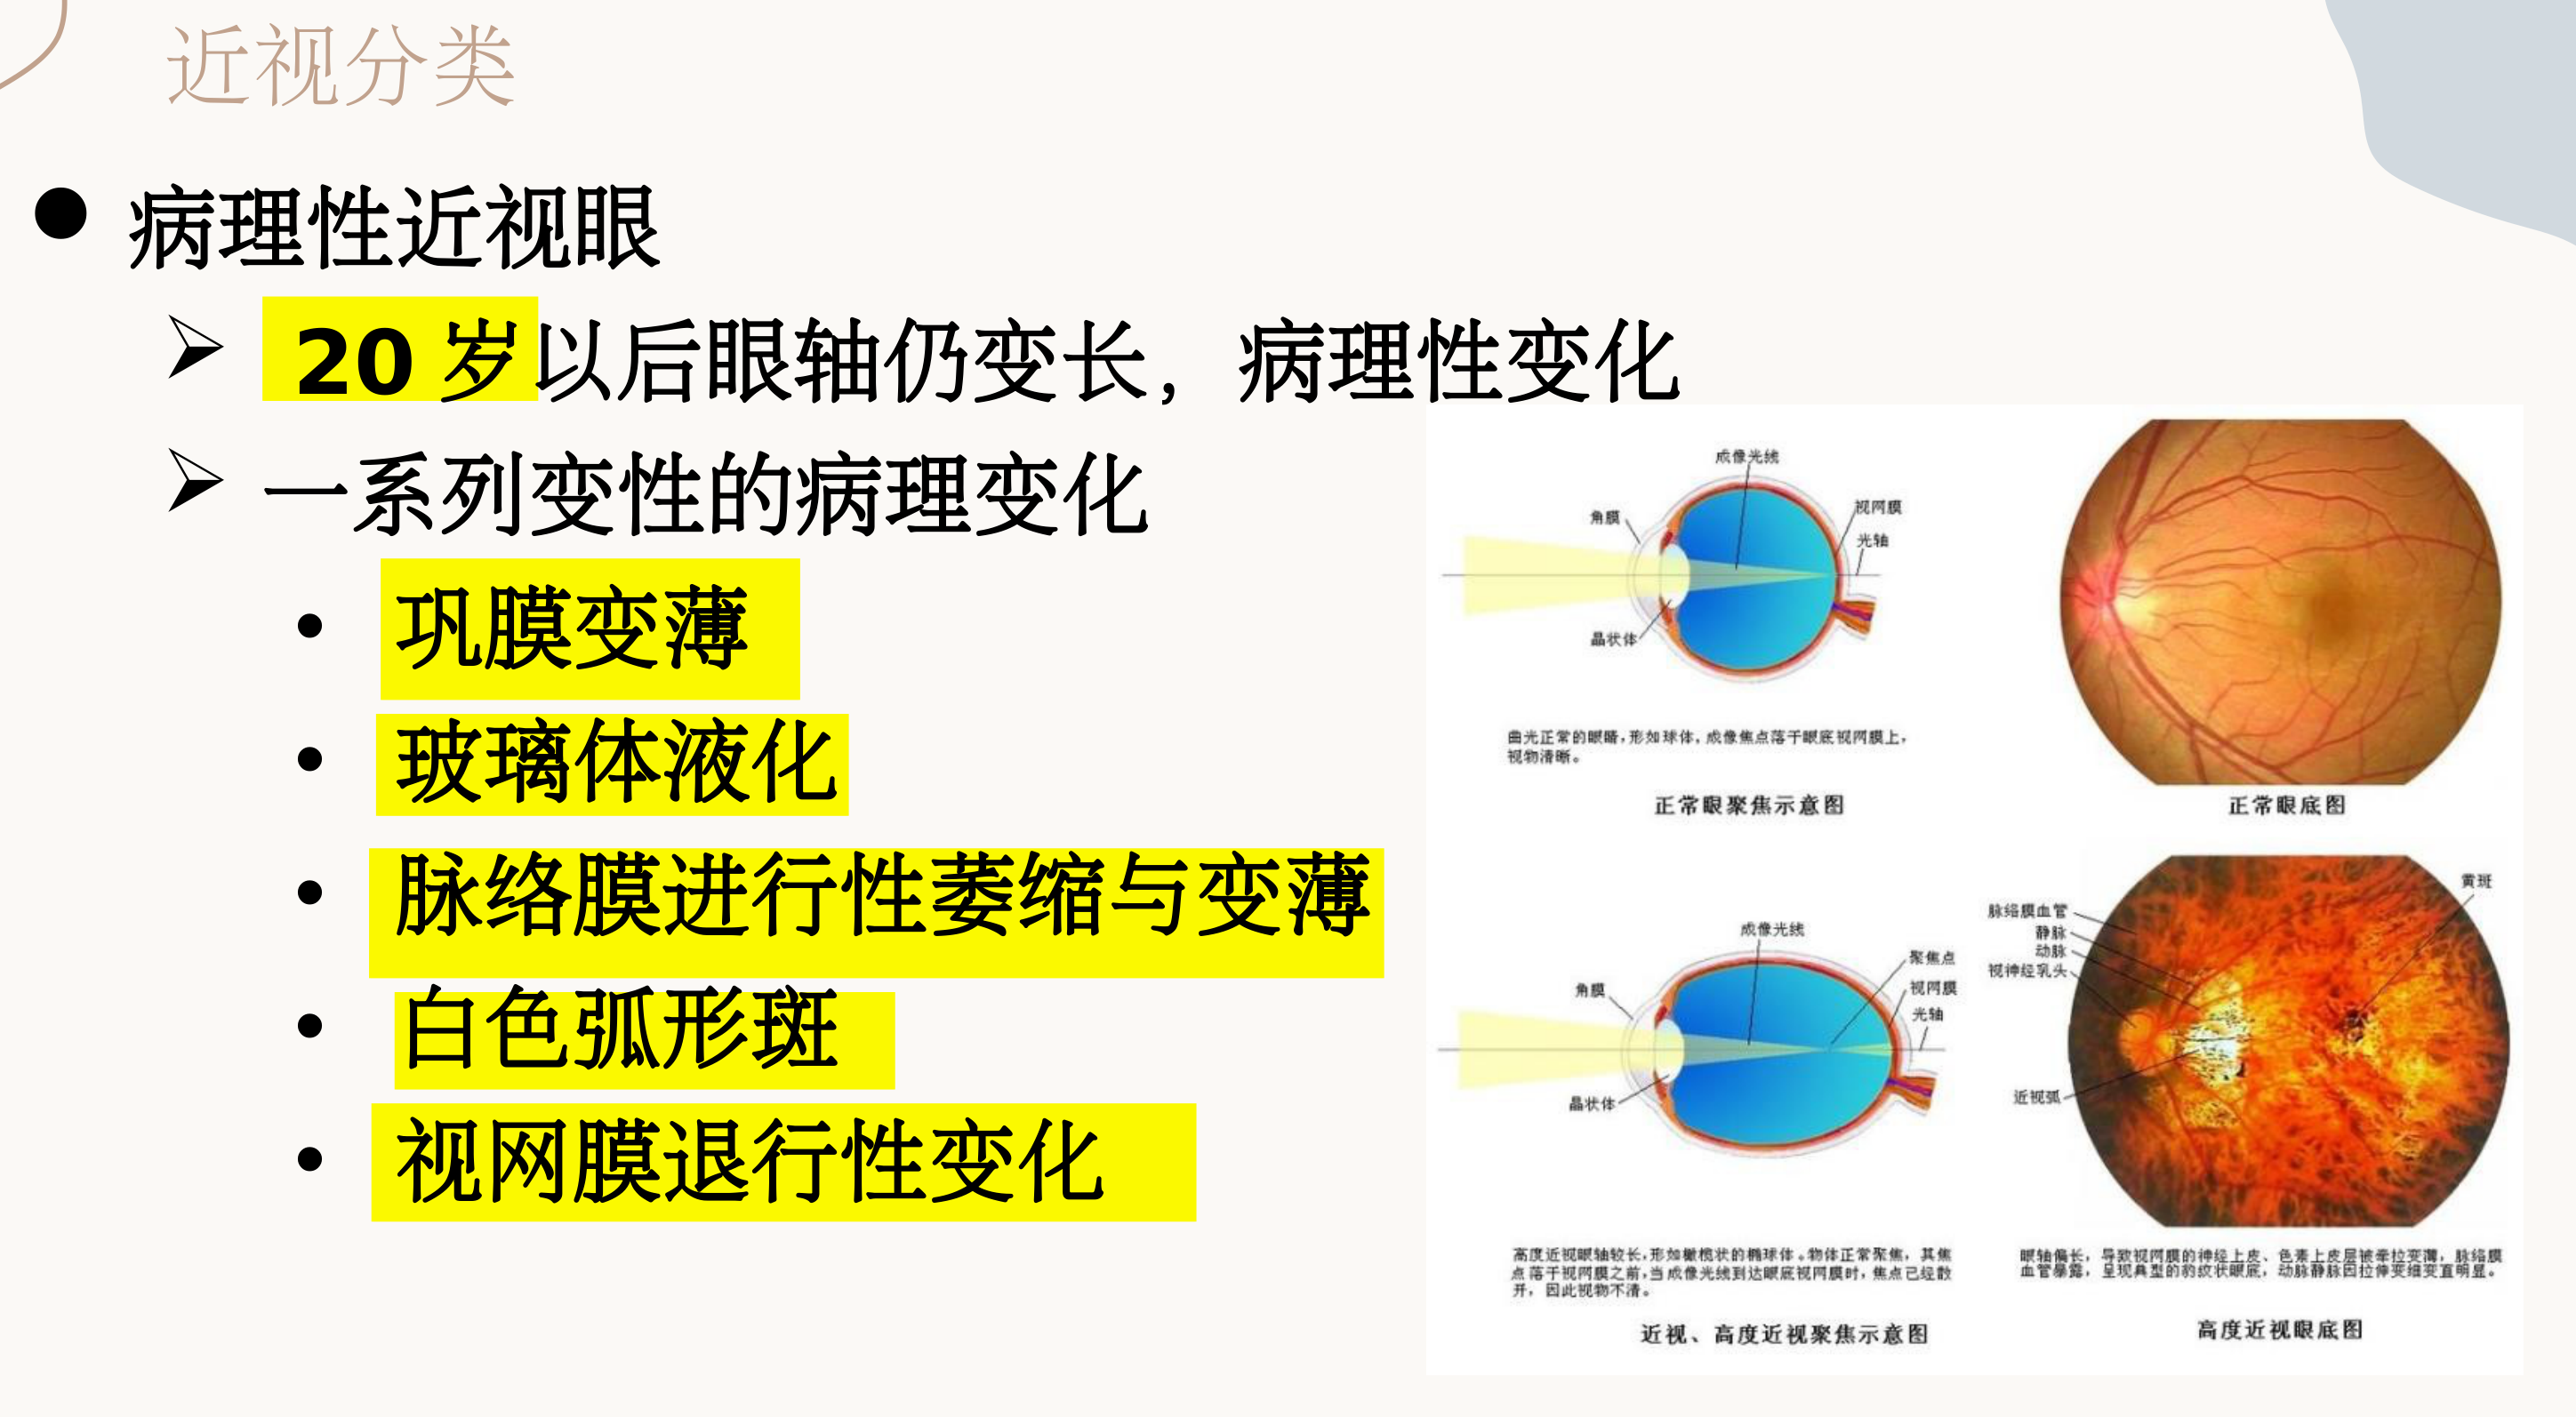 近视分类
病理性近视眼
20 岁以后眼轴仍变长，病理性变化
一系列变性的病理变化
巩膜变薄
玻璃体液化
脉络膜进行性萎缩与变薄
白色弧形斑
视网膜退行性变化
成像光线
角膜
视网膜
光轴
晶状体
曲光正常的眼睛，形如球体，成像焦点落于眼底视网膜上，
视物清晰。
正常眼聚焦示意图
正常眼底图
成像光线
角膜
聚焦点
视网膜
光轴
晶状体
高度近视眼轴较长，形如橄榄状的椭球体。物体正常聚焦，其焦
点落于视网膜之前，当成像光线到达眼底视网膜时，焦点已经散
开，因此视物不清。
近视、高度近视聚焦示意图
黄斑
脉络膜血管
静脉
动脉
视神经乳头
近视弧
眼轴偏长，导致视网膜的神经上皮、色素上皮层被牵拉变薄，脉络膜
血管暴露，呈现典型的豹纹状眼底，动脉静脉因拉伸变细变直明显。
高度近视眼底图